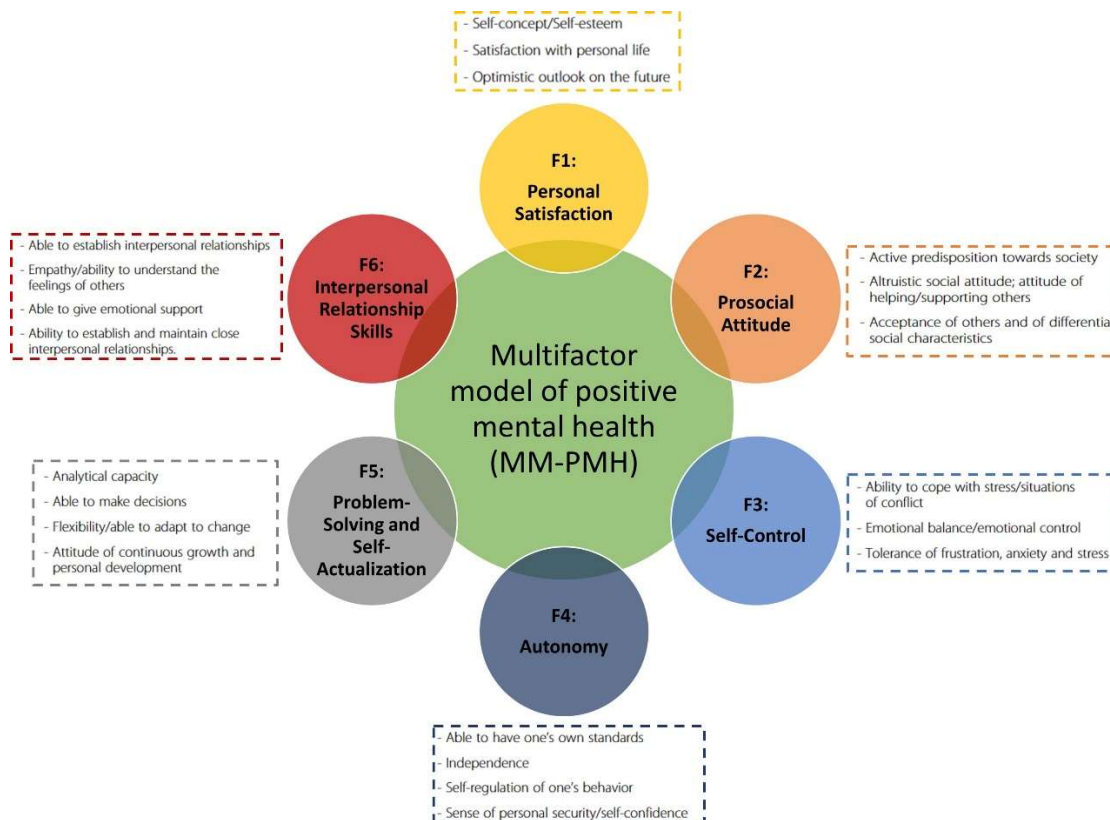 - Self-concept/Self-esteem
- Satisfaction with personal life
- Optimistic outlook on the future
F1:
Personal
Satisfaction
F6:
Interpersonal
Relationship
Skills
- Able to establish interpersonal relationships
- Empathy/ability to understand the
feelings of others
- Able to give emotional support
- Ability to establish and maintain close
interpersonal relationships.
F2:
Prosocial
Attitude
- Active predisposition towards society
- Altruistic social attitude; attitude of
helping/supporting others
- Acceptance of others and of differential
social characteristics
Multifactor
model of positive
mental health
(MM-PMH)
- Analytical capacity
- Able to make decisions
- Flexibility/able to adapt to change
- Attitude of continuous growth and
personal development
F5:
Problem-
Solving and
Self-
Actualization
F3:
Self-Control
- Ability to cope with stress/situations
of conflict
- Emotional balance/emotional control
- Tolerance of frustration, anxiety and stress
F4:
Autonomy
- Able to have one's own standards
- Independence
- Self-regulation of one's behavior
- Sense of personal security/self-confidence